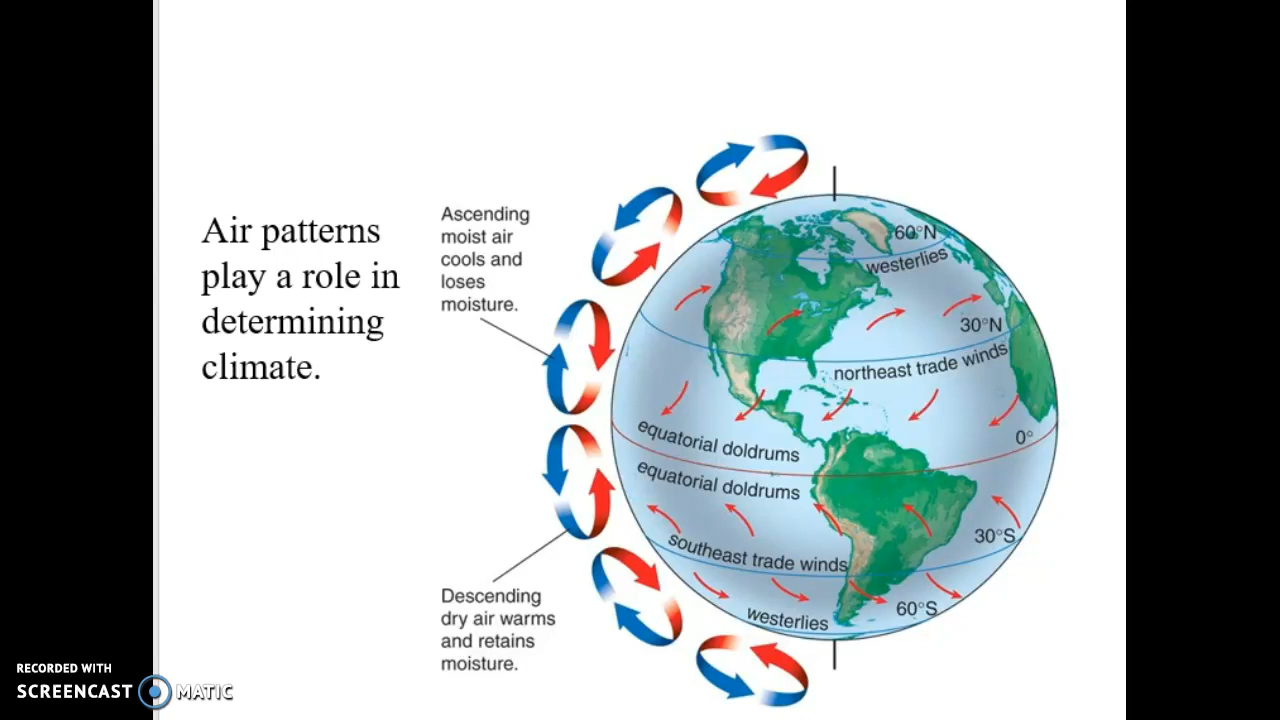 Air patterns
play a role in
determining
climate.
Ascending
moist air
cools and
loses
moisture.
60°N
westerlies
30°N
northeast trade winds
0°
equatorial doldrums
equatorial doldrums
30°S
southeast trade winds
60°S
westerlies
Descending
dry air warms
and retains
moisture.
RECORDED WITH
SCREENCAST MATIC